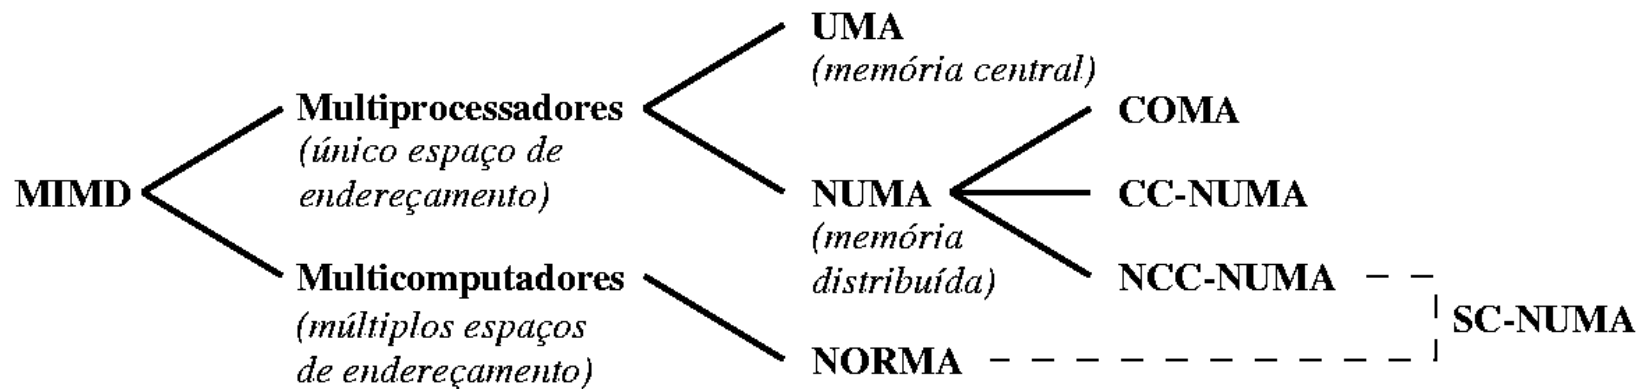 UMA
(memória central)
Multiprocessadores
COMA
(único espaço de
endereçamento)
MIMD
NUMA
CC-NUMA
(memória
distribuída)
Multicomputadores
NCC-NUMA
(múltiplos espaços
de endereçamento)
SC-NUMA
NORMA